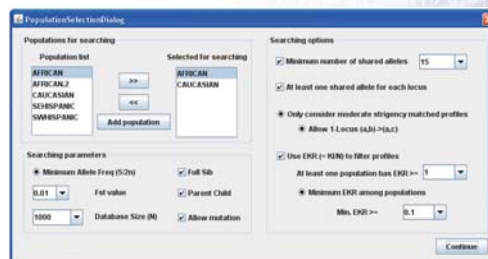 PopulationSelectionDialog
Populations for searching
Population list
AFRICAN
AFRICAN.2
CAUCASIAN
SEHISPANIC
SWHISPANIC
>>
<<
Add population
Selected for searching
AFRICAN
CAUCASIAN
Searching parameters
Minimum Allele Freq (5/2n)
0.01 Fst value
1000 Database Size (N)
Full Sib
Parent Child
Allow mutation
Searching options
Minimum number of shared alleles 15
At least one shared allele for each locus
Only consider moderate strigency matched profiles
Allow 1-Locus (a,b)->(a,c)
Use EKR (= KI/N) to filter profiles
At least one population has EKR >= 1
Minimum EKR among populations
Min. EKR >= 0.1
Continue